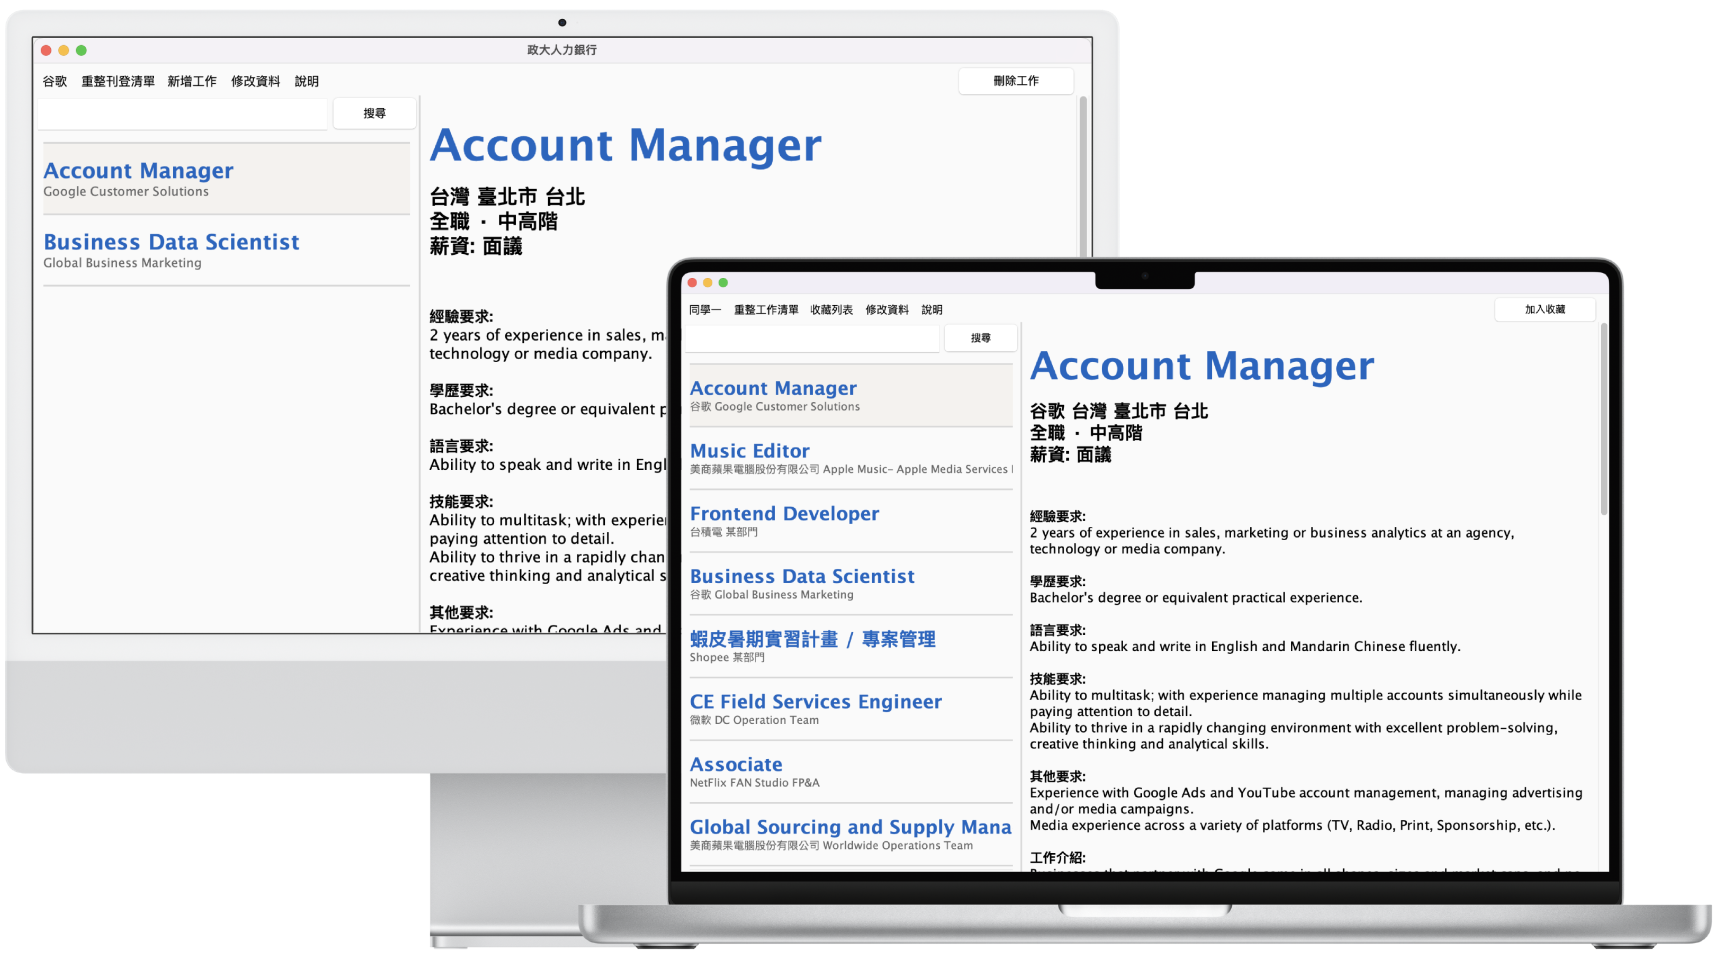 政大人力銀行
谷歌 重整刊登清單 新增工作 修改資料 說明
刪除工作
搜尋
Account Manager
Google Customer Solutions
Business Data Scientist
Global Business Marketing
Account Manager
台灣 臺北市 台北
全職 · 中高階
薪資: 面議
經驗要求:
2 years of experience in sales,
technology or media company.
學歷要求:
Bachelor's degree or equivalent
語言要求:
Ability to speak and write in
技能要求:
Ability to multitask; with
paying attention to detail.
Ability to thrive in a rapidly
creative thinking and analytical
其他要求:
Experience with Google Ads and
同學一 重整工作清單 收藏列表 修改資料 說明
加入收藏
搜尋
Account Manager
谷歌 Google Customer Solutions
Music Editor
美商蘋果電腦股份有限公司 Apple Music- Apple Media Services
Frontend Developer
台積電 某部門
Business Data Scientist
谷歌 Global Business Marketing
蝦皮暑期實習計畫 / 專案管理
Shopee 某部門
CE Field Services Engineer
微軟 DC Operation Team
Associate
NetFlix FAN Studio FP&A
Global Sourcing and Supply Mana
美商蘋果電腦股份有限公司 Worldwide Operations Team
Account Manager
谷歌 台灣 臺北市 台北
全職 · 中高階
薪資: 面議
經驗要求:
2 years of experience in sales, marketing or business analytics at an agency,
technology or media company.
學歷要求:
Bachelor's degree or equivalent practical experience.
語言要求:
Ability to speak and write in English and Mandarin Chinese fluently.
技能要求:
Ability to multitask; with experience managing multiple accounts simultaneously while
paying attention to detail.
Ability to thrive in a rapidly changing environment with excellent problem-solving,
creative thinking and analytical skills.
其他要求:
Experience with Google Ads and YouTube account management, managing advertising
and/or media campaigns.
Media experience across a variety of platforms (TV, Radio, Print, Sponsorship, etc.).
工作介紹: